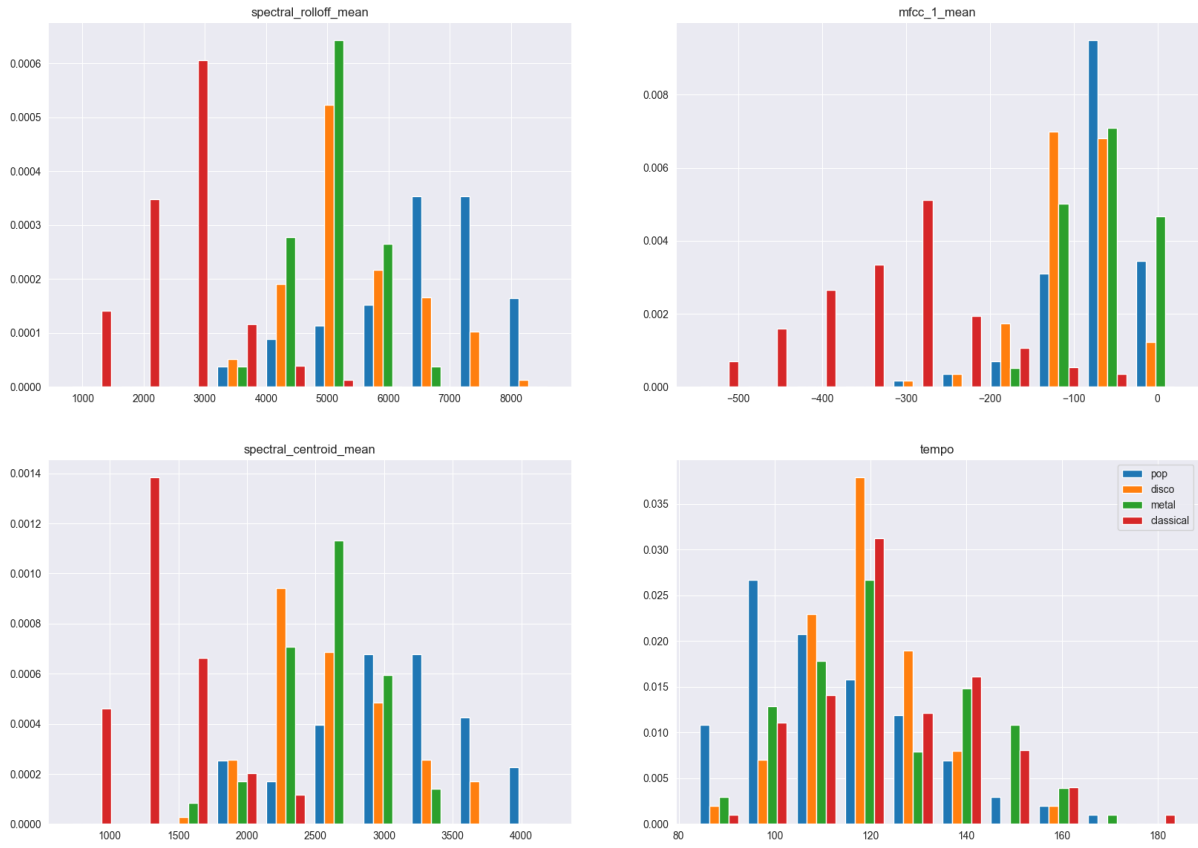 spectral_rolloff_mean
0.0006
0.0005
0.0004
0.0003
0.0002
0.0001
0.0000
1000 2000 3000 4000 5000 6000 7000 8000
mfcc_1_mean
0.008
0.006
0.004
0.002
0.000
−500 −400 −300 −200 −100 0
spectral_centroid_mean
0.0014
0.0012
0.0010
0.0008
0.0006
0.0004
0.0002
0.0000
1000 1500 2000 2500 3000 3500 4000
tempo
pop
disco
metal
classical
0.035
0.030
0.025
0.020
0.015
0.010
0.005
0.000
80 100 120 140 160 180